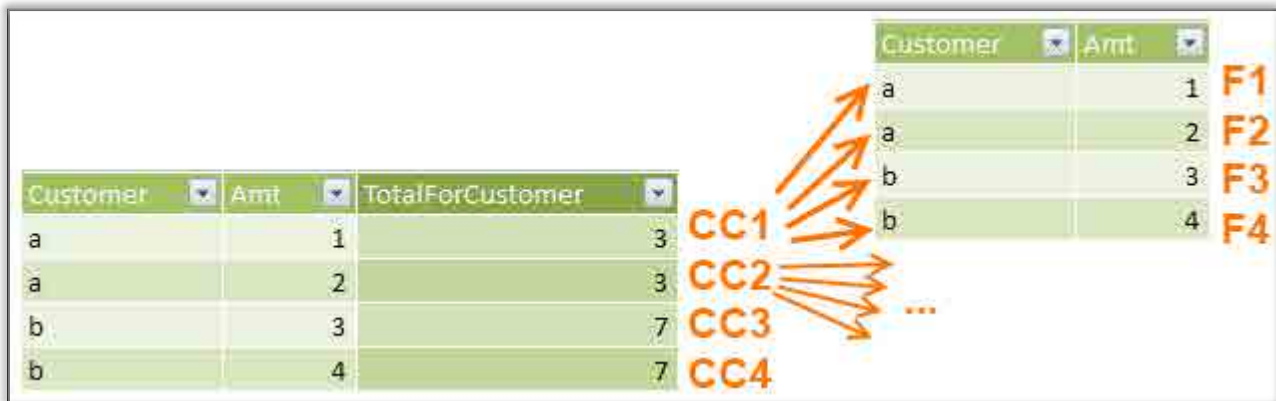 Customer Amt
a 1 F1
a 2 F2
b 3 F3
b 4 F4
Customer Amt TotalForCustomer
a 1 3 CC1
a 2 3 CC2 ...
b 3 7 CC3
b 4 7 CC4